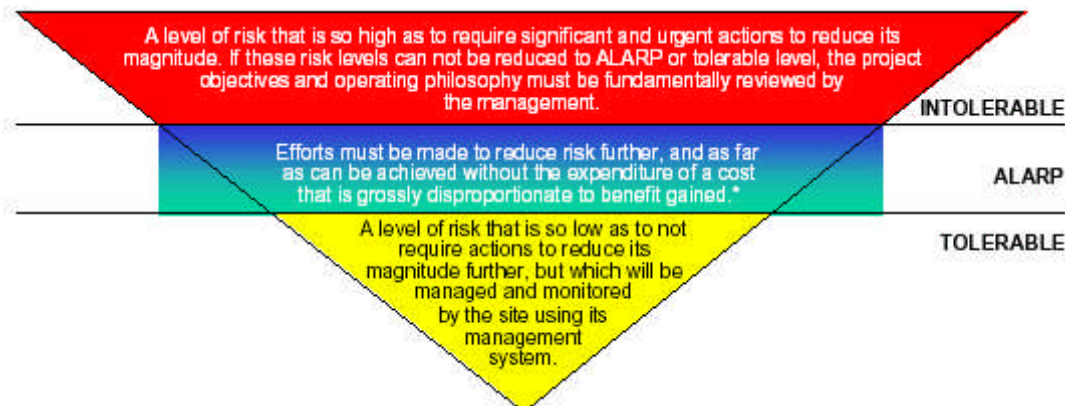 A level of risk that is so high as to require significant and urgent actions to reduce its
magnitude. If these risk levels can not be reduced to ALARP or tolerable level, the project
objectives and operating philosophy must be fundamentally reviewed by
the management.
INTOLERABLE
Efforts must be made to reduce risk further, and as far
as can be achieved without the expenditure of a cost
that is grossly disproportionate to benefit gained.*
ALARP
A level of risk that is so low as to not
require actions to reduce its
magnitude further, but which will be
managed and monitored
by the site using its
management
system.
TOLERABLE